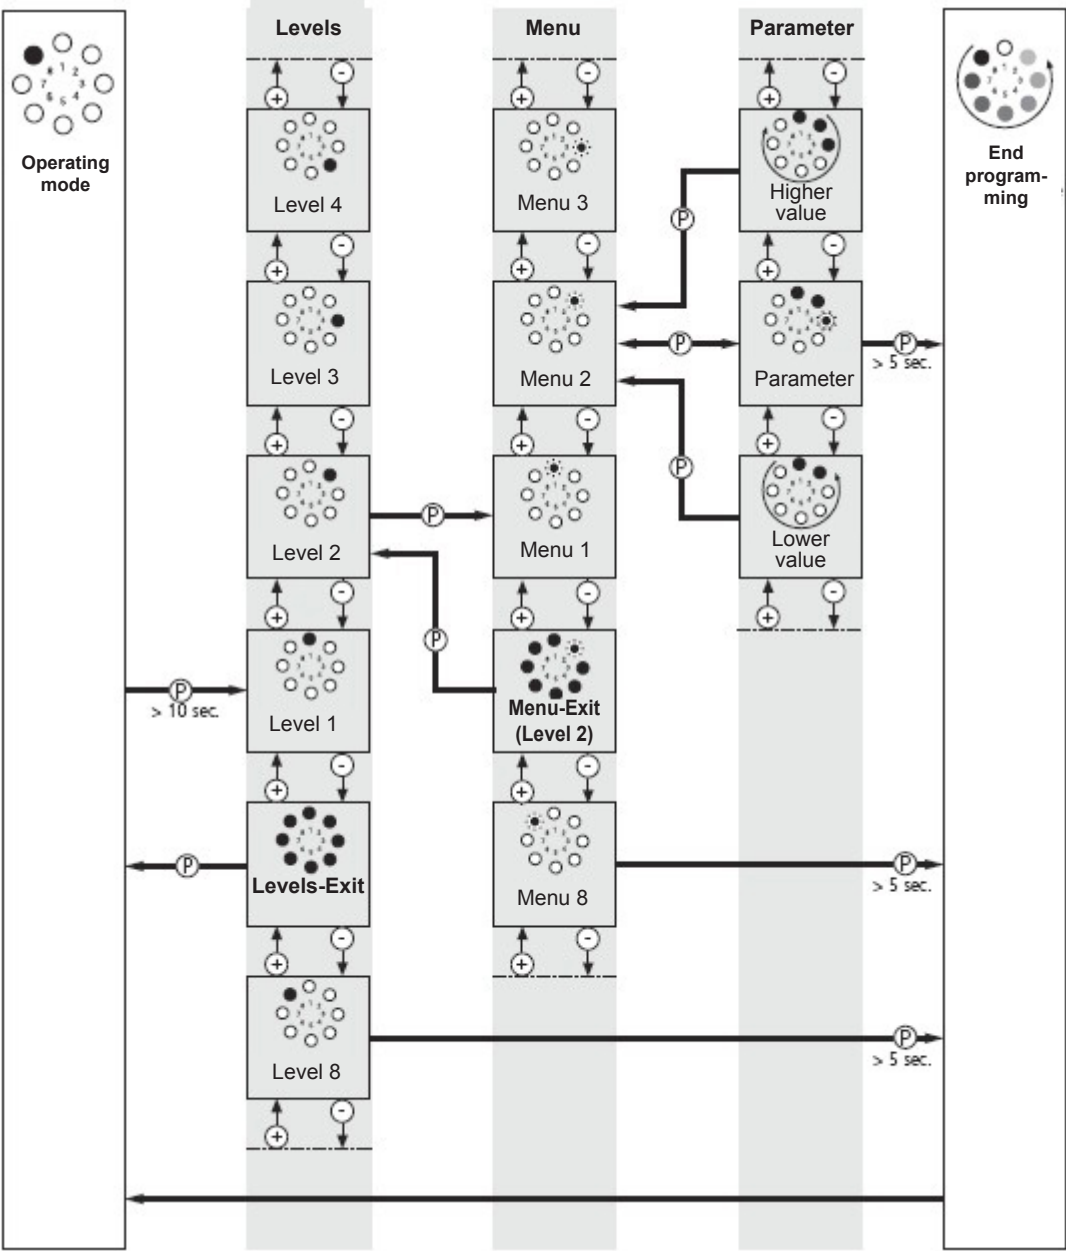 Levels
Menu
Parameter
Operating
mode
End
program-
ming
Level 4
Menu 3
Higher
value
P
Level 3
Menu 2
P
Parameter
P
> 5 sec.
Level 2
P
Menu 1
P
Lower
value
P
> 10 sec.
Level 1
P
Menu-Exit
(Level 2)
P
Levels-Exit
Menu 8
P
> 5 sec.
Level 8
P
> 5 sec.